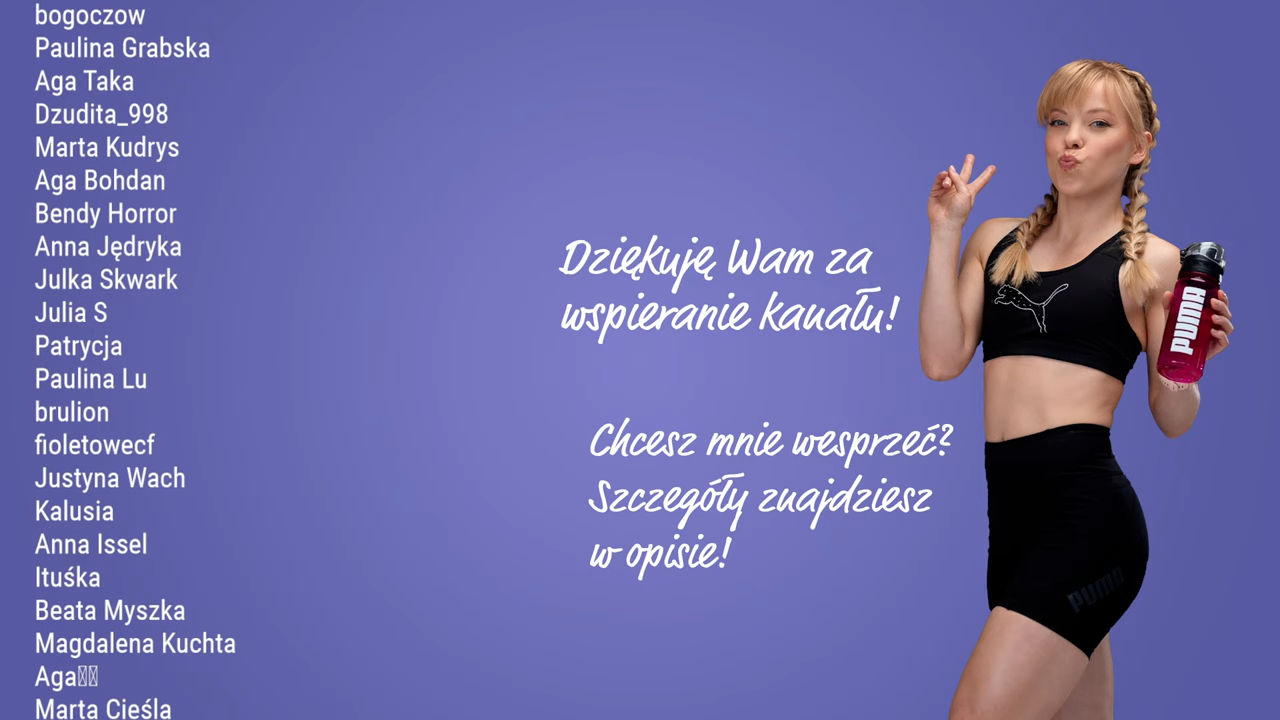 bogoczow
Paulina Grabska
Aga Taka
Dzudita_998
Marta Kudrys
Aga Bohdan
Bendy Horror
Anna Jędryka
Julka Skwark
Julia S
Patrycja
Paulina Lu
brulion
fioletowecf
Justyna Wach
Kalusia
Anna Issel
Ituśka
Beata Myszka
Magdalena Kuchta
Aga
Marta Cieśla
Dziękuję Wam za
wspieranie kanału!
Chcesz mnie wesprzeć?
Szczegóły znajdziesz
w opisie!
PUMA
PUMA